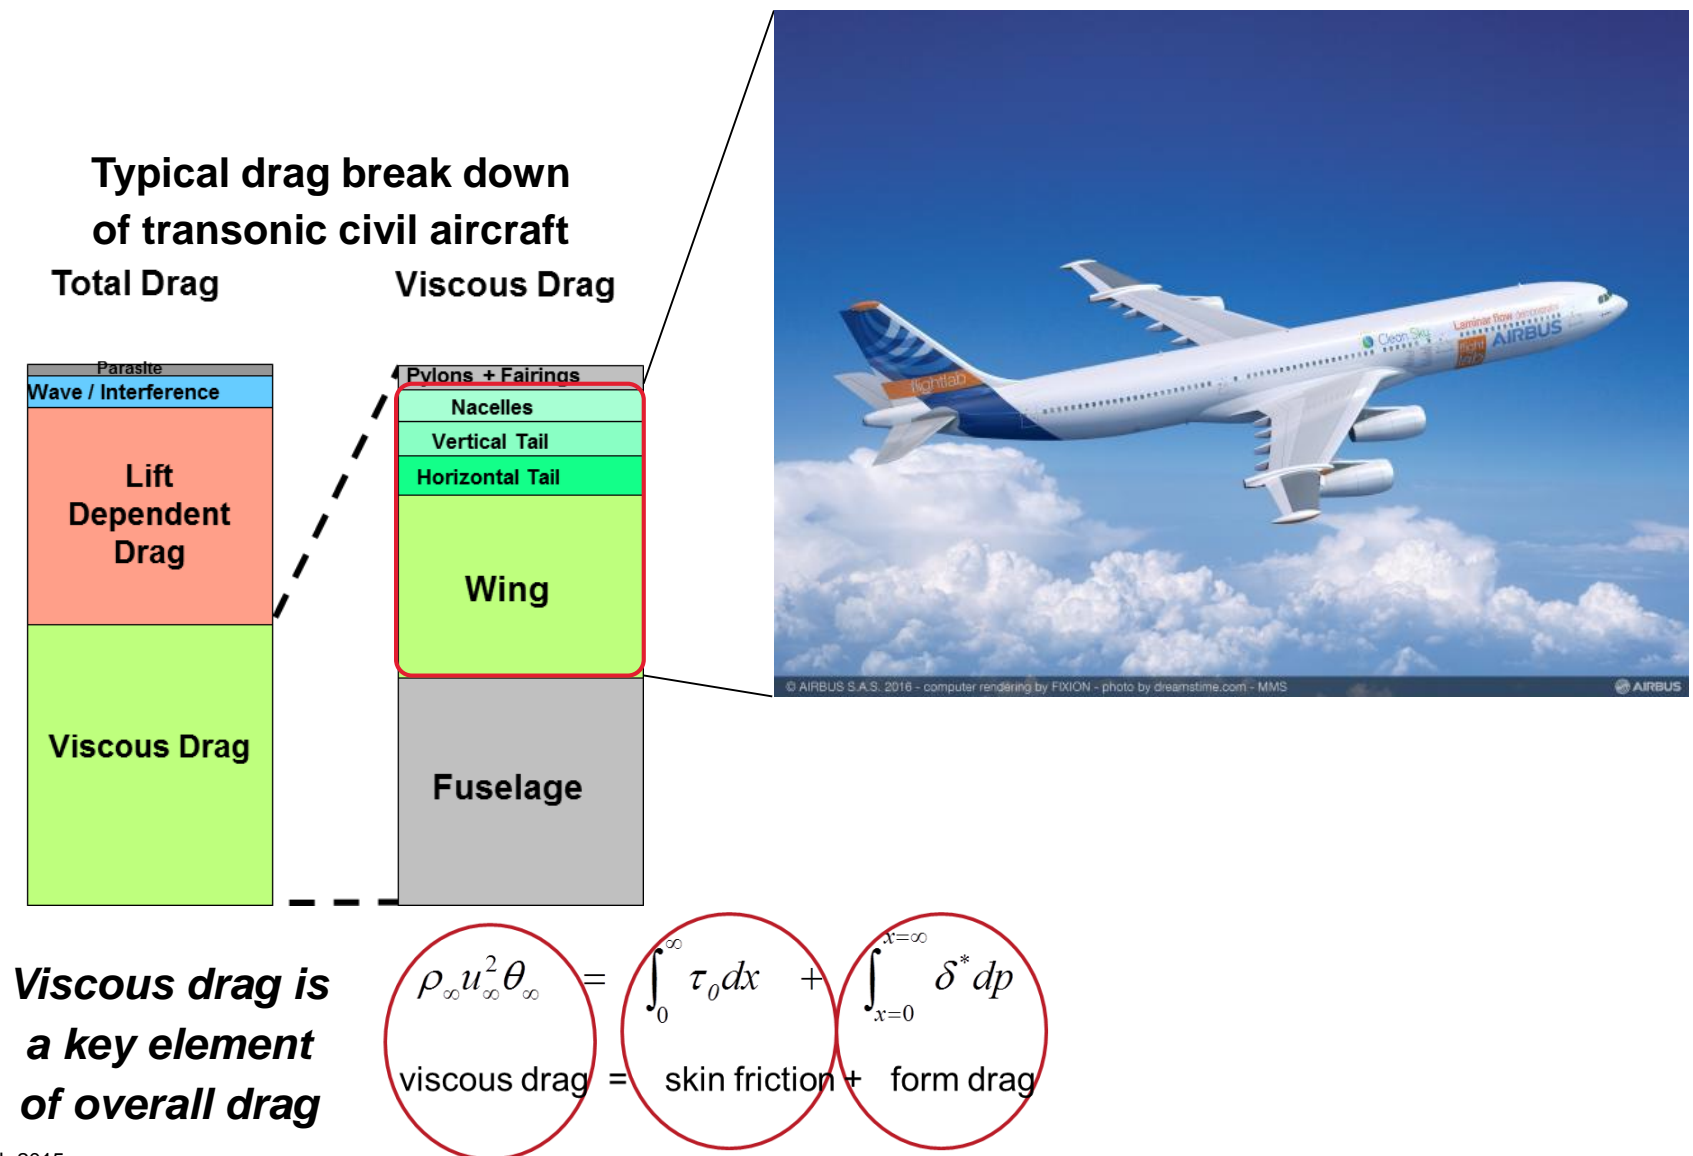 Typical drag break down
of transonic civil aircraft
Total Drag
Viscous Drag
Parasite
Wave / Interference
Lift
Dependent
Drag
Viscous Drag
Pylons + Fairings
Nacelles
Vertical Tail
Horizontal Tail
Wing
Fuselage
flightlab
Clean Sky
Laminar flow demonstrator
AIRBUS
flight
lab
© AIRBUS S.A.S. 2016 - computer rendering by FIXION - photo by dreamstime.com - MMS
AIRBUS
Viscous drag is
a key element
of overall drag
ρ∞u∞²θ∞ = ∫₀^∞ τ₀dx + ∫_{x=0}^{x=∞} δ*dp
viscous drag = skin friction + form drag